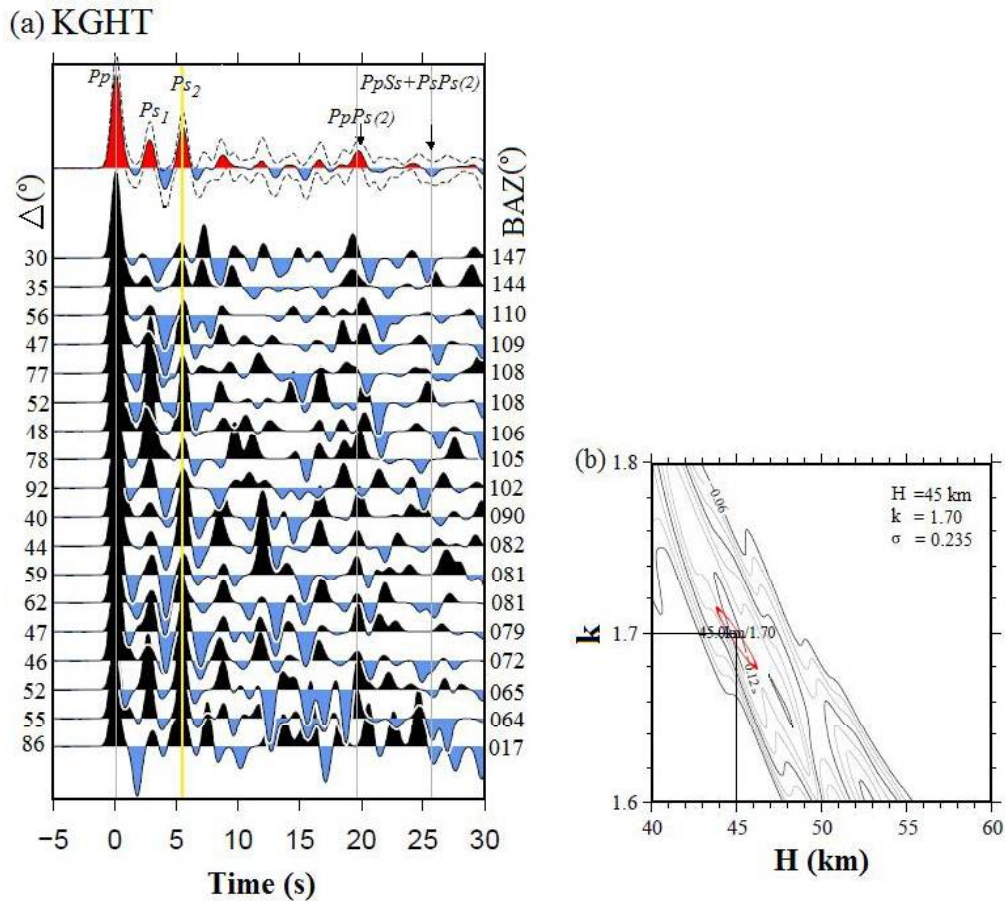 (a) KGHT
Pp
Ps1
Ps2
PpPs(2)
PpSs+PsPs(2)
Δ(°)
BAZ(°)
30 147
35 144
56 110
47 109
77 108
52 108
48 106
78 105
92 102
40 090
44 082
59 081
62 081
47 079
46 072
52 065
55 064
86 017
−5 0 5 10 15 20 25 30
Time (s)
(b)
1.8
1.7
1.6
k
0.06
H =45 km
k = 1.70
σ = 0.235
45.0km/1.70
0.12
40 45 50 55 60
H (km)